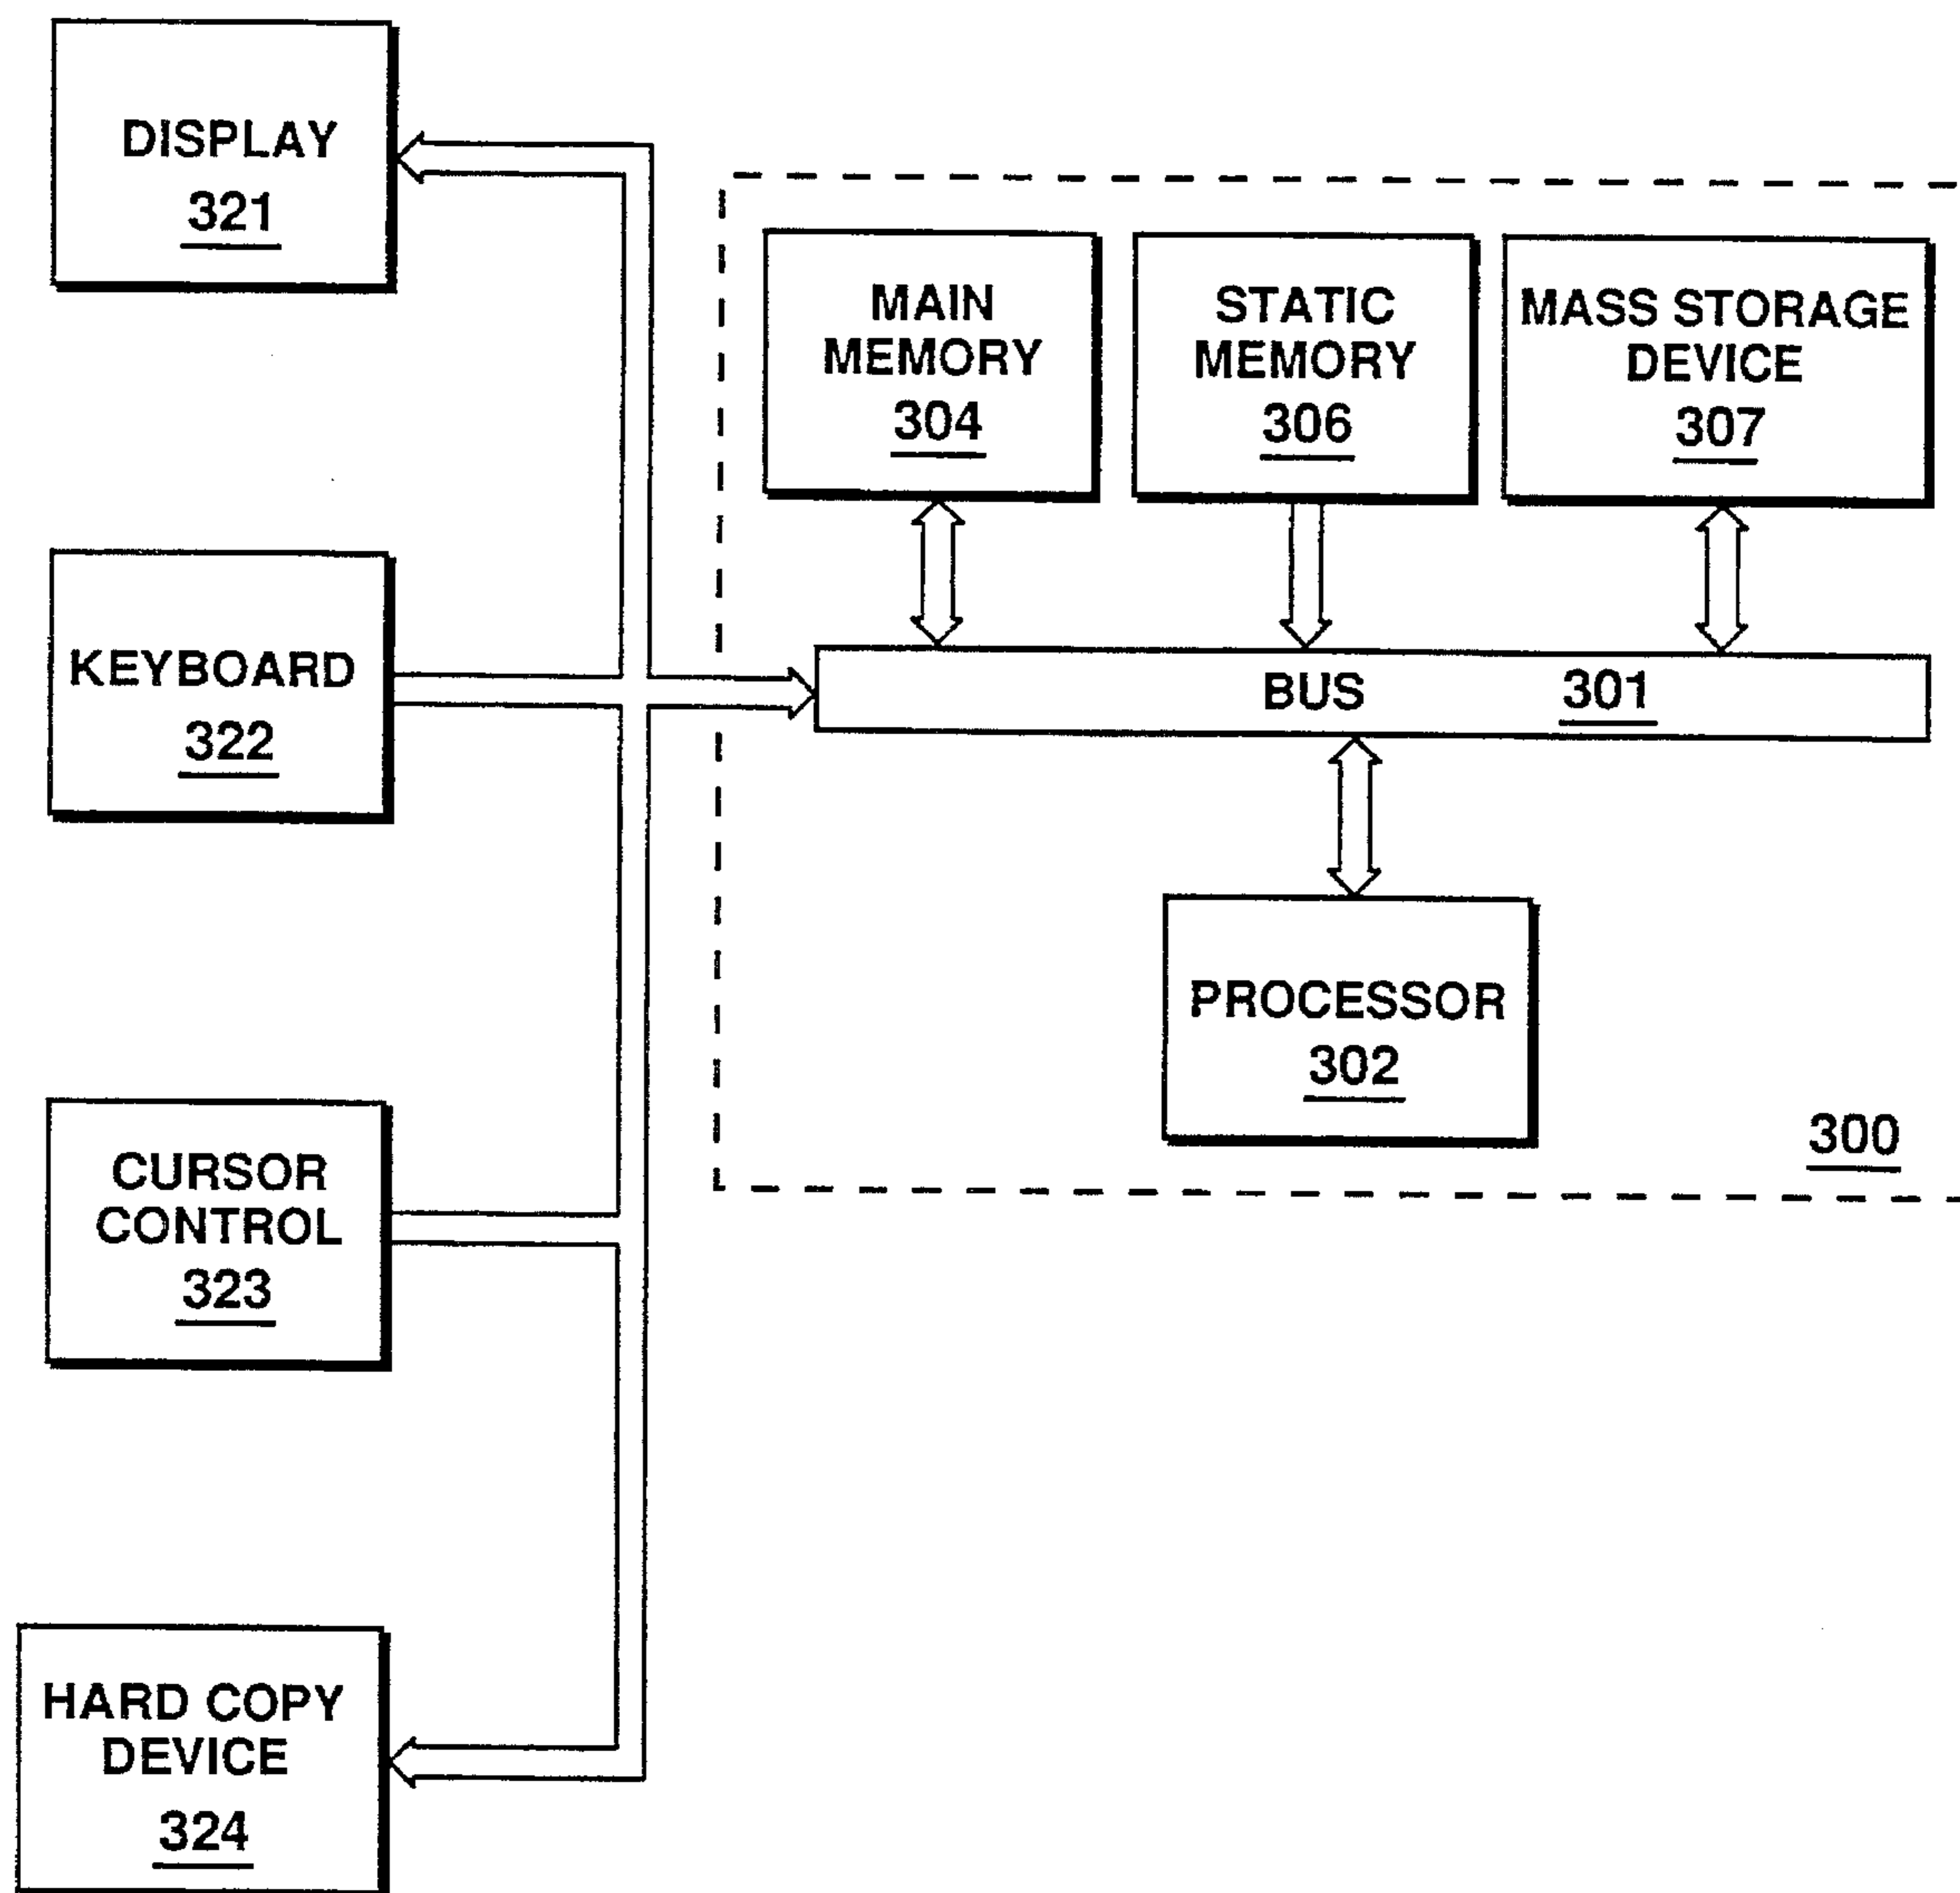 DISPLAY
321
MAIN
MEMORY
304
STATIC
MEMORY
306
MASS STORAGE
DEVICE
307
KEYBOARD
322
BUS 301
PROCESSOR
302
300
CURSOR
CONTROL
323
HARD COPY
DEVICE
324